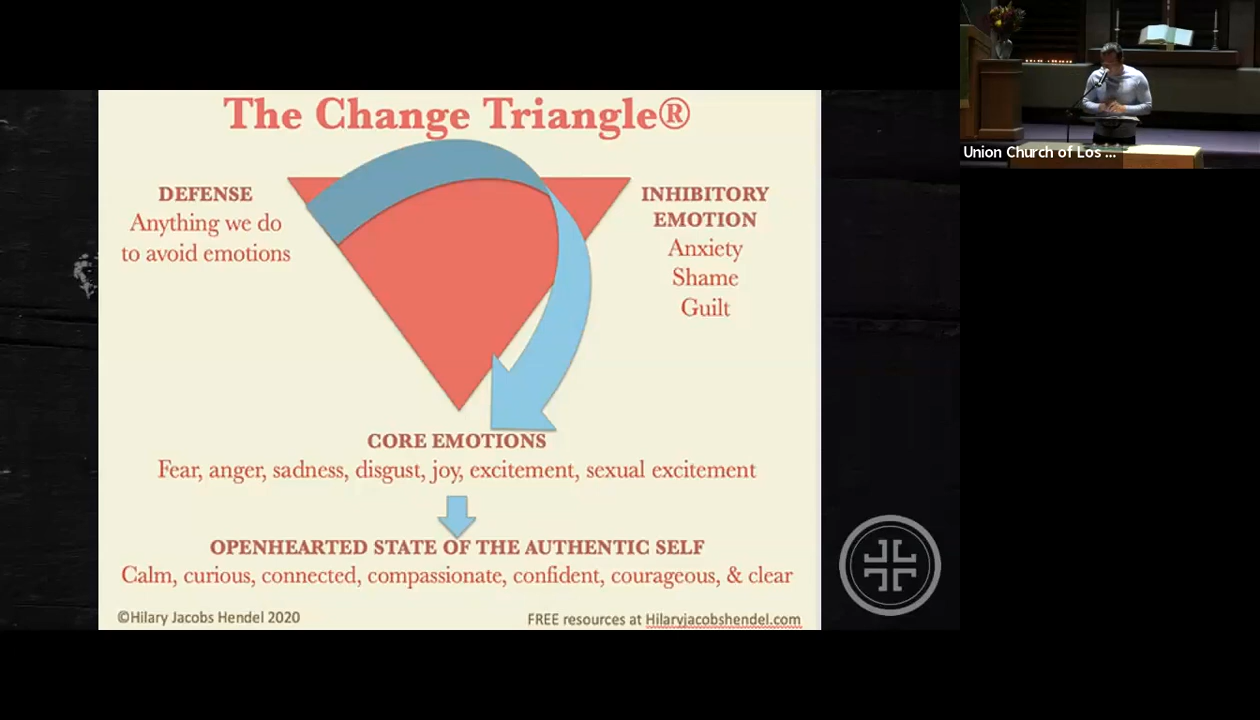 The Change Triangle®
DEFENSE
Anything we do
to avoid emotions
INHIBITORY
EMOTION
Anxiety
Shame
Guilt
CORE EMOTIONS
Fear, anger, sadness, disgust, joy, excitement, sexual excitement
OPENHEARTED STATE OF THE AUTHENTIC SELF
Calm, curious, connected, compassionate, confident, courageous, & clear
©Hilary Jacobs Hendel 2020
FREE resources at Hilaryjacobshendel.com
Union Church of Los ...